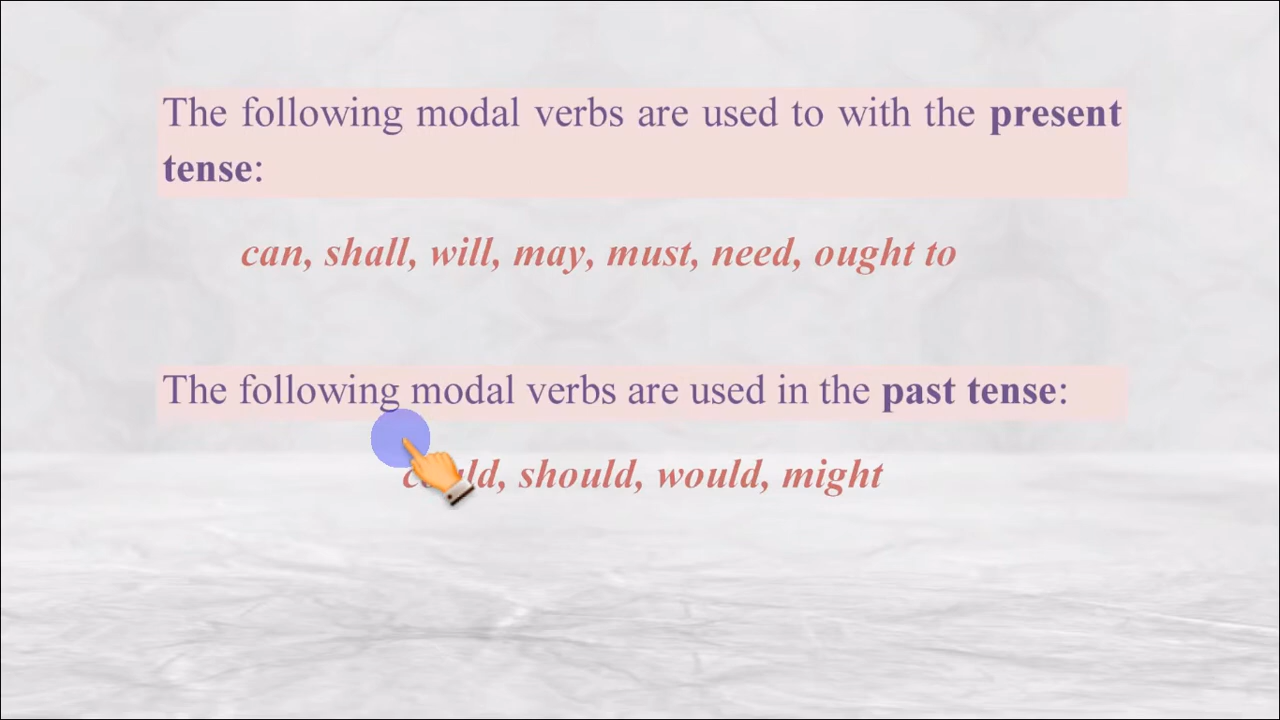 The following modal verbs are used to with the present
tense:
can, shall, will, may, must, need, ought to
The following modal verbs are used in the past tense:
could, should, would, might